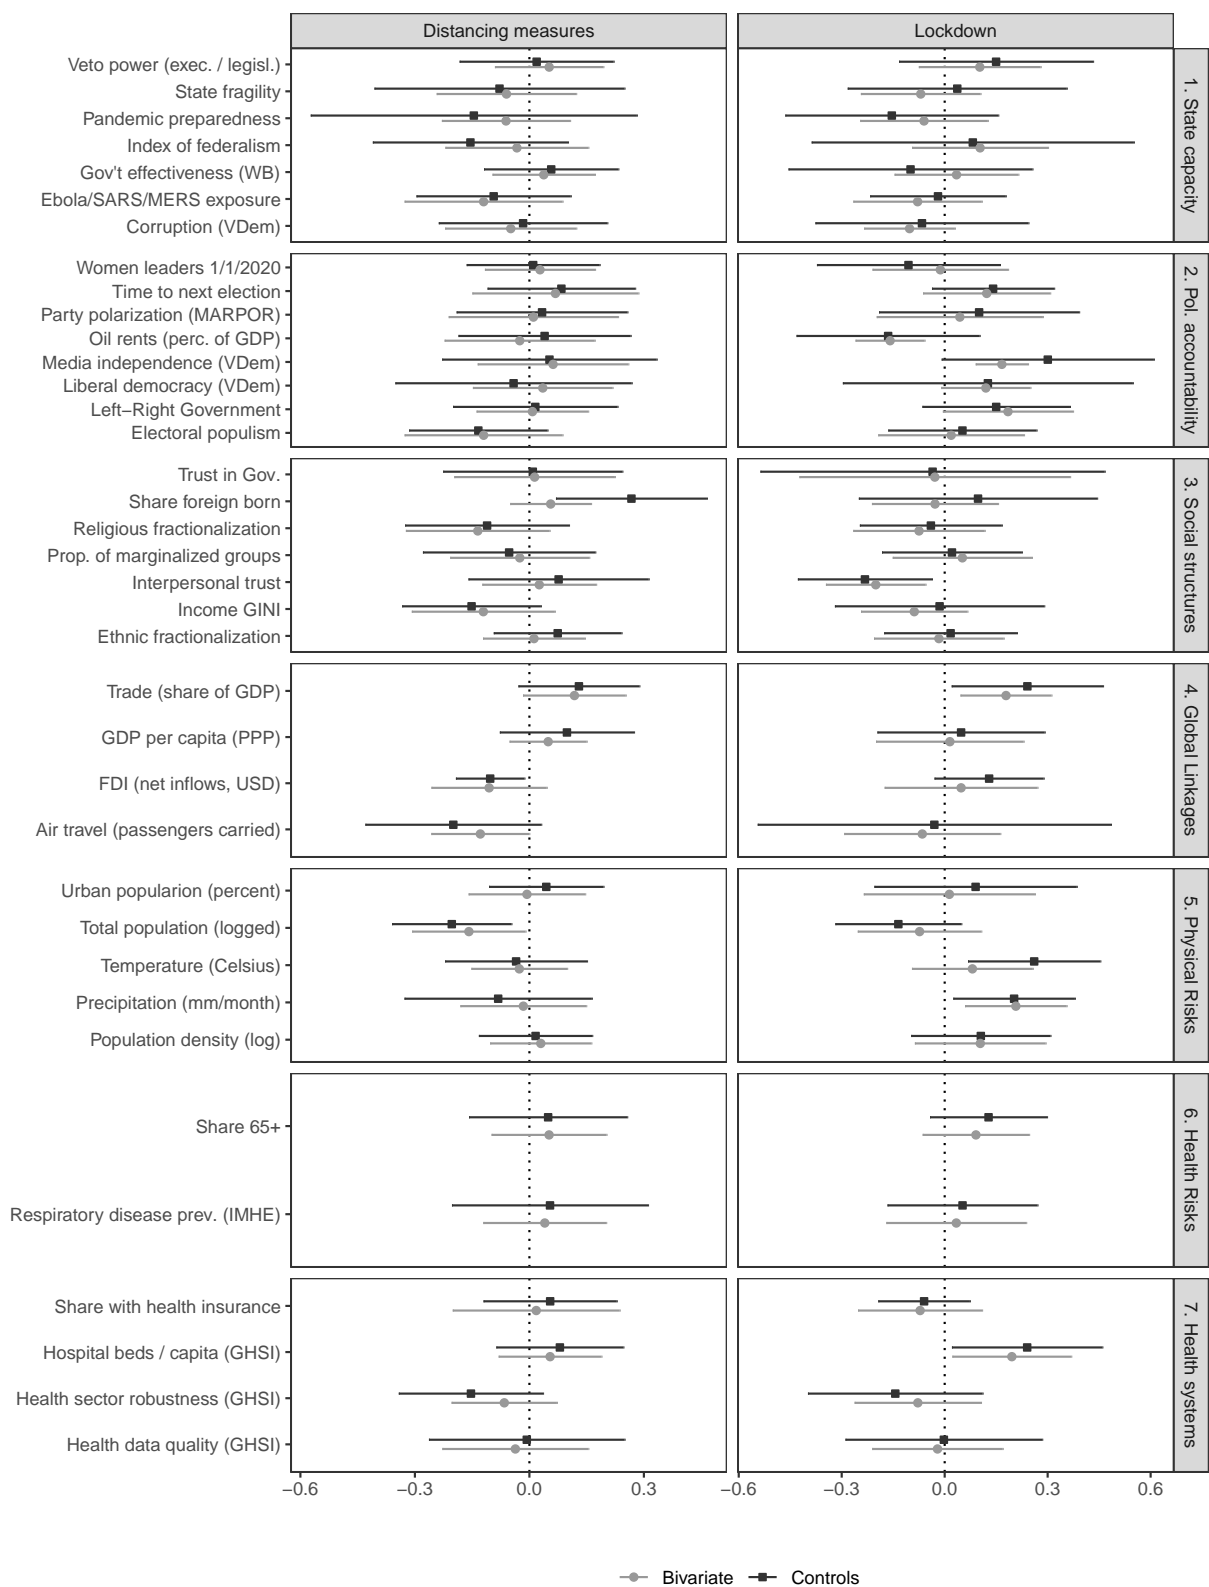 Distancing measures Lockdown
Veto power (exec. / legisl.)
State fragility
Pandemic preparedness
Index of federalism
Gov't effectiveness (WB)
Ebola/SARS/MERS exposure
Corruption (VDem)
1. State capacity
Women leaders 1/1/2020
Time to next election
Party polarization (MARPOR)
Oil rents (perc. of GDP)
Media independence (VDem)
Liberal democracy (VDem)
Left−Right Government
Electoral populism
2. Pol. accountability
Trust in Gov.
Share foreign born
Religious fractionalization
Prop. of marginalized groups
Interpersonal trust
Income GINI
Ethnic fractionalization
3. Social structures
Trade (share of GDP)
GDP per capita (PPP)
FDI (net inflows, USD)
Air travel (passengers carried)
4. Global Linkages
Urban popularion (percent)
Total population (logged)
Temperature (Celsius)
Precipitation (mm/month)
Population density (log)
5. Physical Risks
Share 65+
Respiratory disease prev. (IMHE)
6. Health Risks
Share with health insurance
Hospital beds / capita (GHSI)
Health sector robustness (GHSI)
Health data quality (GHSI)
7. Health systems
−0.6 −0.3 0.0 0.3 −0.6 −0.3 0.0 0.3 0.6
Bivariate Controls